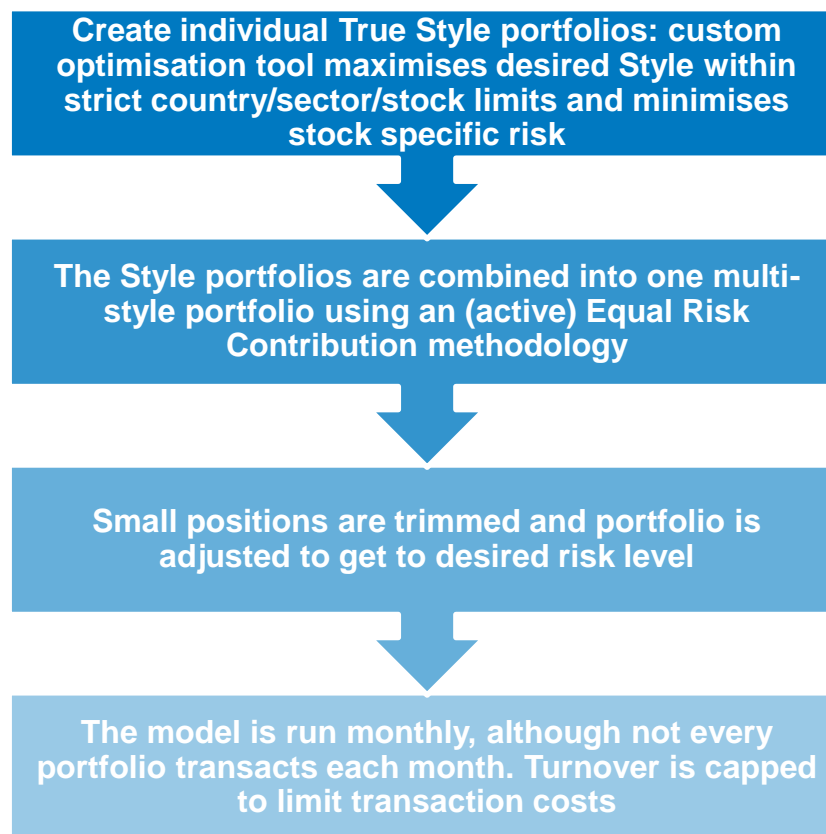 Create individual True Style portfolios: custom
optimisation tool maximises desired Style within
strict country/sector/stock limits and minimises
stock specific risk
The Style portfolios are combined into one multi-
style portfolio using an (active) Equal Risk
Contribution methodology
Small positions are trimmed and portfolio is
adjusted to get to desired risk level
The model is run monthly, although not every
portfolio transacts each month. Turnover is capped
to limit transaction costs